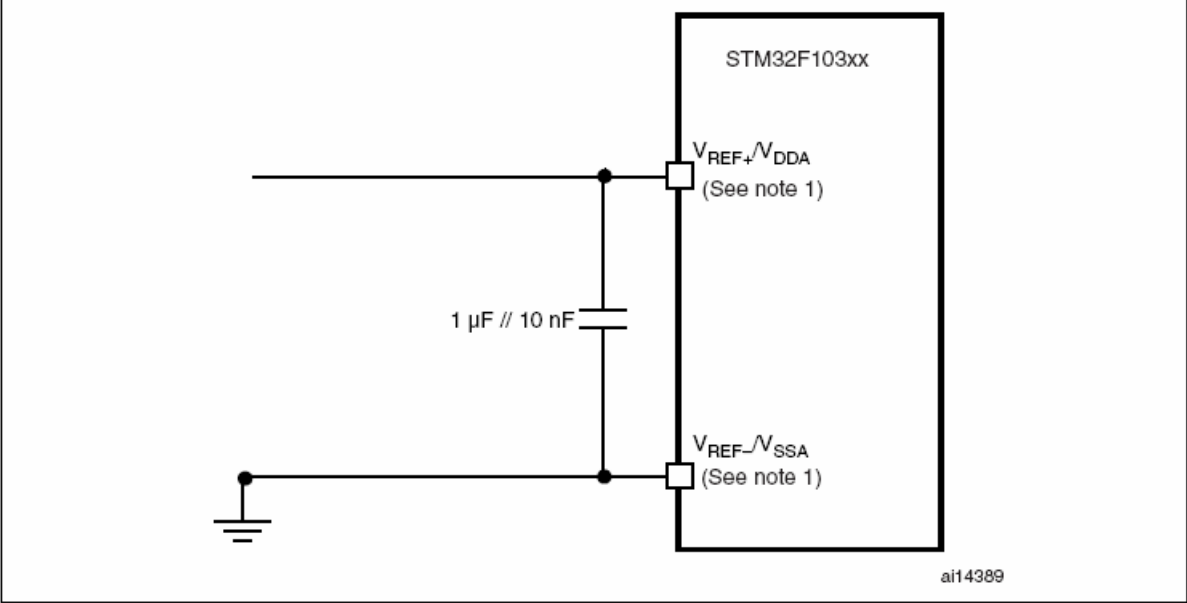 STM32F103xx
VREF+/VDDA
(See note 1)
1 µF // 10 nF
VREF–/VSSA
(See note 1)
ai14389